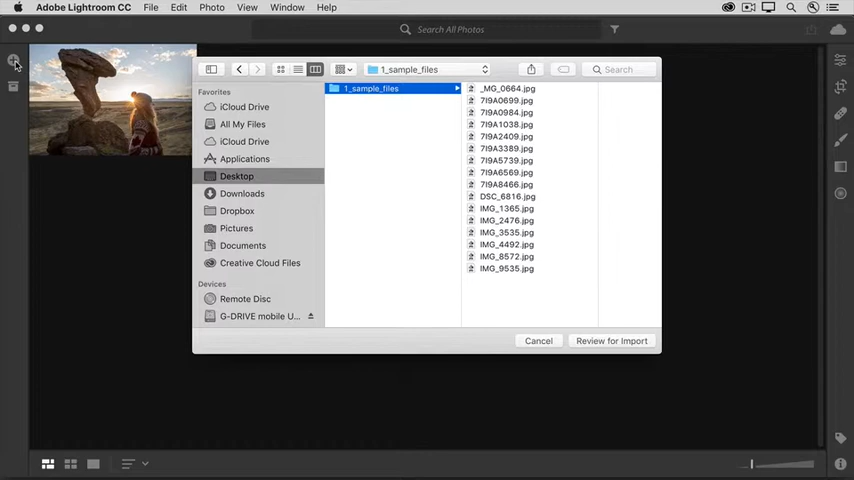 Adobe Lightroom CC File Edit Photo View Window Help
Search All Photos
1_sample_files
Search
Favorites
iCloud Drive
All My Files
iCloud Drive
Applications
Desktop
Downloads
Dropbox
Pictures
Documents
Creative Cloud Files
Devices
Remote Disc
G-DRIVE mobile U...
1_sample_files
_MG_0664.jpg
7I9A0699.jpg
7I9A0984.jpg
7I9A1038.jpg
7I9A2409.jpg
7I9A3389.jpg
7I9A5739.jpg
7I9A6569.jpg
7I9A8466.jpg
DSC_6816.jpg
IMG_1365.jpg
IMG_2476.jpg
IMG_3535.jpg
IMG_4492.jpg
IMG_8572.jpg
IMG_9535.jpg
Cancel Review for Import